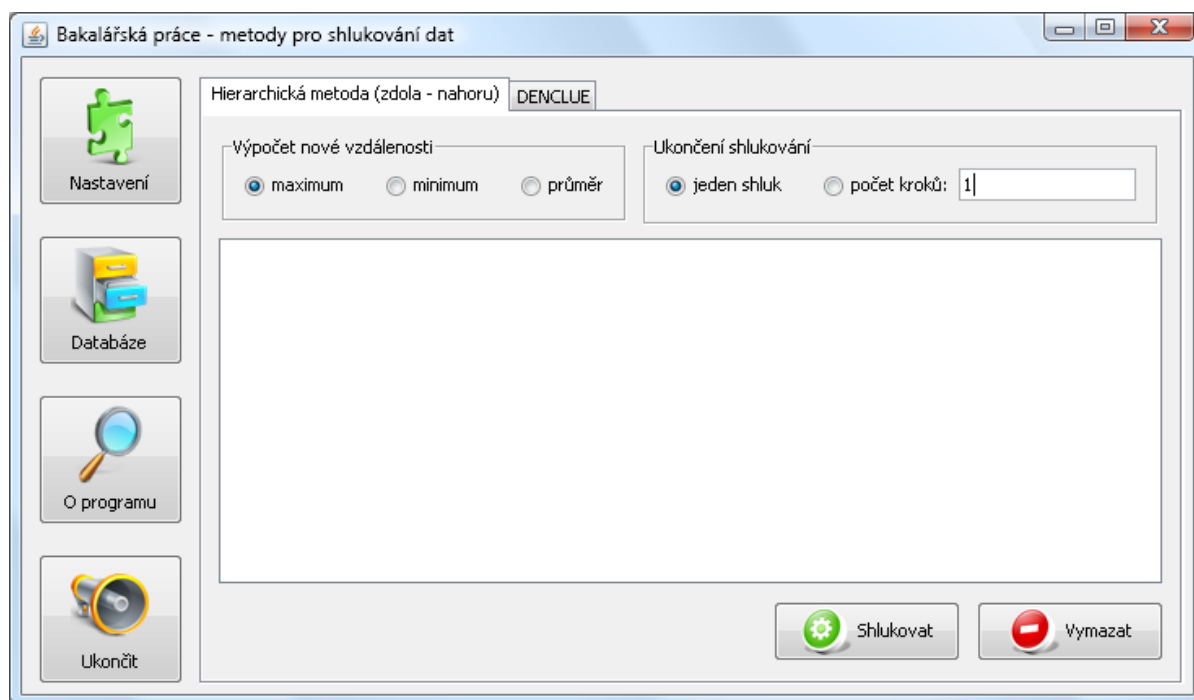 Bakalářská práce - metody pro shlukování dat
Nastavení
Databáze
O programu
Ukončit
Hierarchická metoda (zdola - nahoru) DENCLUE
Výpočet nové vzdálenosti
maximum minimum průměr
Ukončení shlukování
jeden shluk počet kroků: 1
Shlukovat Vymazat